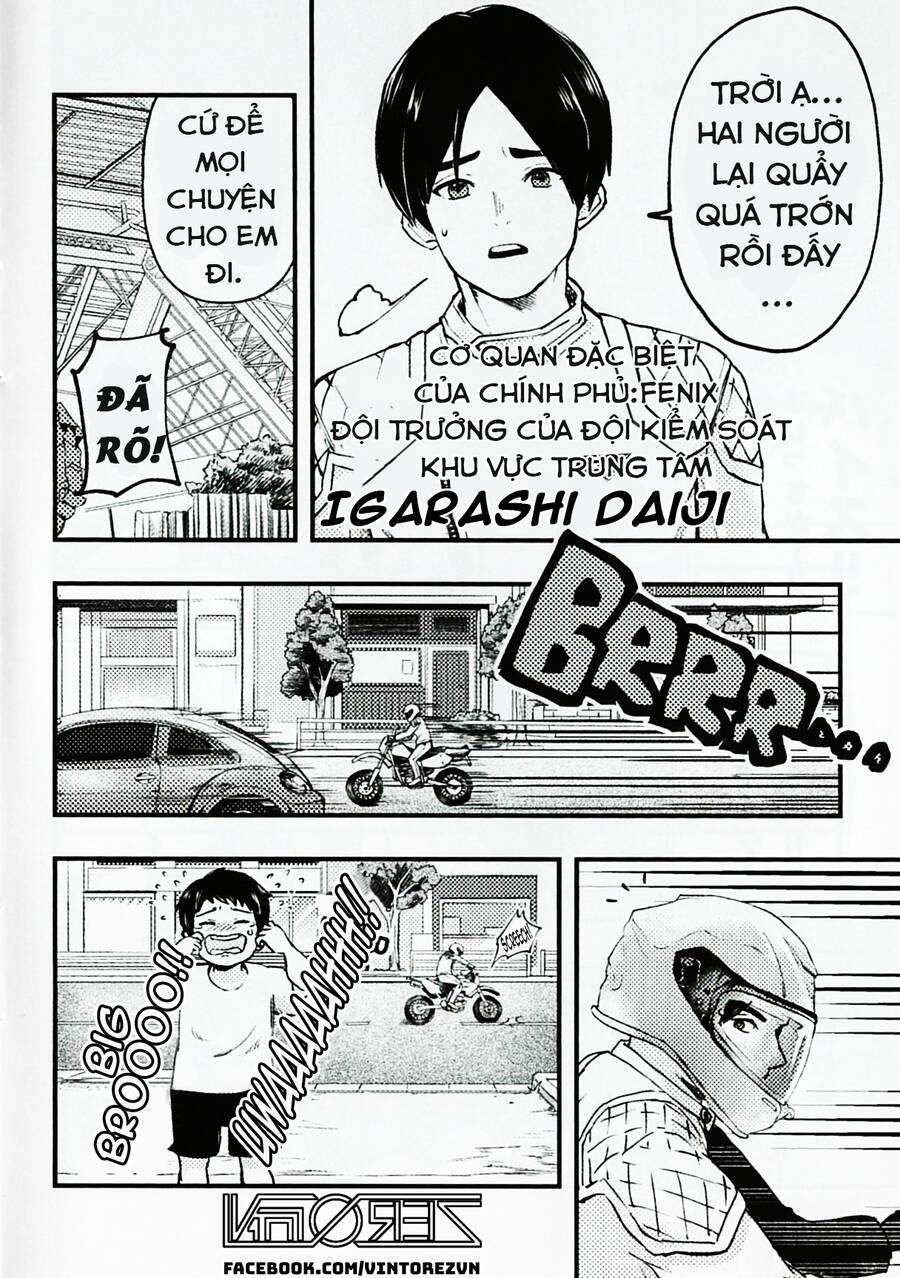 TRỜI Ạ...
HAI NGƯỜI
LẠI QUẨY
QUÁ TRỚN
RỒI ĐẤY
...
CƠ QUAN ĐẶC BIỆT
CỦA CHÍNH PHỦ:FENIX
ĐỘI TRƯỞNG CỦA ĐỘI KIỂM SOÁT
KHU VỰC TRUNG TÂM
IGARASHI DAIJI
CỨ ĐỂ
MỌI
CHUYỆN
CHO EM
ĐI.
ĐÃ
RÕ!
BRRR...
SCREECH!
UWAAAAAAHHHH!!
BIG
BROOOO!!
FACEBOOK.COM/VINTOREZVN